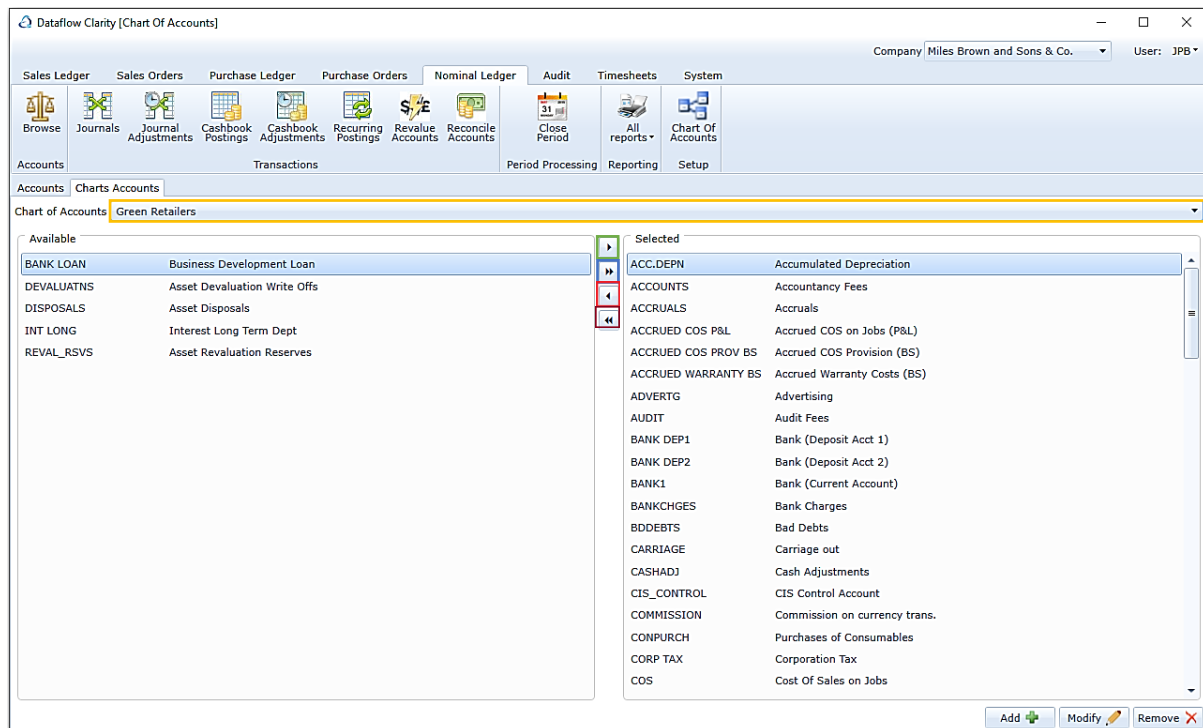 Dataflow Clarity [Chart Of Accounts]
Company Miles Brown and Sons & Co. User: JPB
Sales Ledger Sales Orders Purchase Ledger Purchase Orders Nominal Ledger Audit Timesheets System
Browse Journals Journal Adjustments Cashbook Postings Cashbook Adjustments Recurring Postings Revalue Accounts Reconcile Accounts 31 Close Period All reports Chart Of Accounts
Accounts Transactions Period Processing Reporting Setup
Accounts Charts Accounts
Chart of Accounts Green Retailers
Available
BANK LOAN Business Development Loan
DEVALUATNS Asset Devaluation Write Offs
DISPOSALS Asset Disposals
INT LONG Interest Long Term Dept
REVAL_RSVS Asset Revaluation Reserves
Selected
ACC.DEPN Accumulated Depreciation
ACCOUNTS Accountancy Fees
ACCRUALS Accruals
ACCRUED COS P&L Accrued COS on Jobs (P&L)
ACCRUED COS PROV BS Accrued COS Provision (BS)
ACCRUED WARRANTY BS Accrued Warranty Costs (BS)
ADVERTG Advertising
AUDIT Audit Fees
BANK DEP1 Bank (Deposit Acct 1)
BANK DEP2 Bank (Deposit Acct 2)
BANK1 Bank (Current Account)
BANKCHGES Bank Charges
BDDEBTS Bad Debts
CARRIAGE Carriage out
CASHADJ Cash Adjustments
CIS_CONTROL CIS Control Account
COMMISSION Commission on currency trans.
CONPURCH Purchases of Consumables
CORP TAX Corporation Tax
COS Cost Of Sales on Jobs
Add Modify Remove